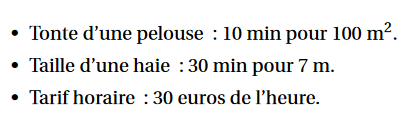 • Tonte d'une pelouse : 10 min pour 100 m².
• Taille d'une haie : 30 min pour 7 m.
• Tarif horaire : 30 euros de l'heure.